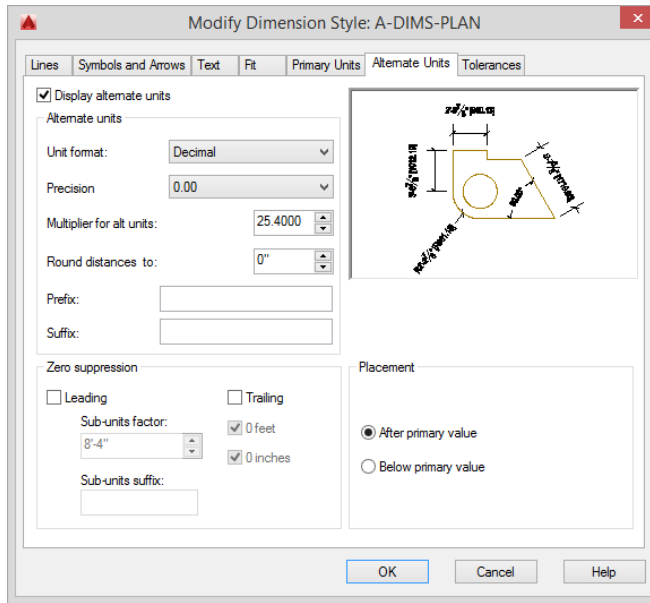 Modify Dimension Style: A-DIMS-PLAN
Lines Symbols and Arrows Text Fit Primary Units Alternate Units Tolerances
Display alternate units
Alternate units
Unit format: Decimal
Precision 0.00
Multiplier for alt units: 25.4000
Round distances to: 0"
Prefix:
Suffix:
Zero suppression
Leading
Trailing
Sub-units factor:
8'-4"
0 feet
0 inches
Sub-units suffix:
Placement
After primary value
Below primary value
OK Cancel Help